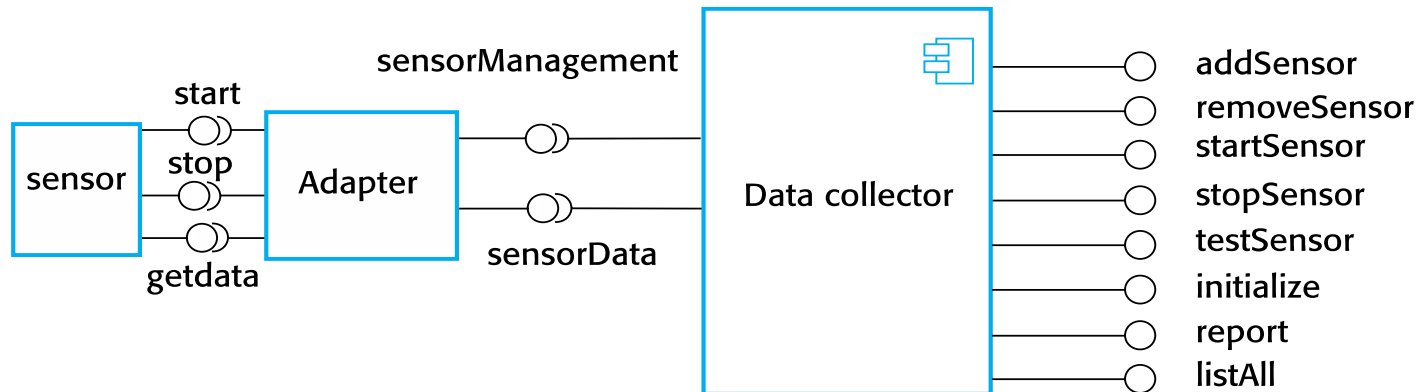 sensorManagement
start
stop
sensor
Adapter
getdata
sensorData
Data collector
addSensor
removeSensor
startSensor
stopSensor
testSensor
initialize
report
listAll